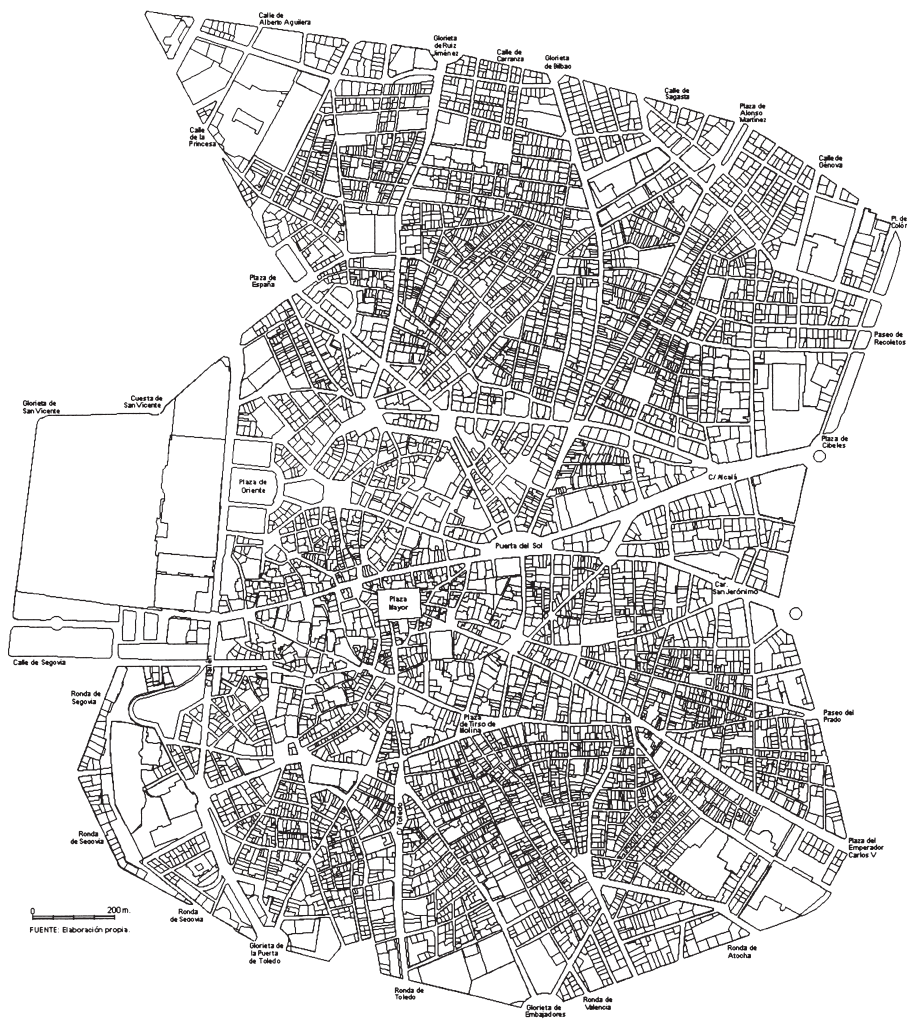 Calle de
Alberto Aguilera
Glorieta
de Ruiz
Jiménez
Calle de
Carranza
Glorieta
de Bilbao
Calle de
Sagasta
Plaza de
Alonso
Martínez
Calle
de la
Princesa
Calle de
Génova
Pl. de
Colón
Plaza de
España
Paseo de
Recoletos
Glorieta de
San Vicente
Cuesta de
San Vicente
Plaza de
Cibeles
C/ Alcalá
Plaza de
Oriente
Puerta del Sol
Car.
San Jerónimo
Plaza
Mayor
Calle de Segovia
Ronda de
Segovia
Paseo del
Prado
Plaza
de Tirso de
Molina
C/ Toledo
Ronda
de Segovia
Plaza del
Emperador
Carlos V
0 200 m.
FUENTE: Elaboración propia.
Ronda
de Segovia
Glorieta de
la Puerta
de Toledo
Ronda de
Atocha
Ronda de
Toledo
Glorieta de
Embajadores
Ronda de
Valencia